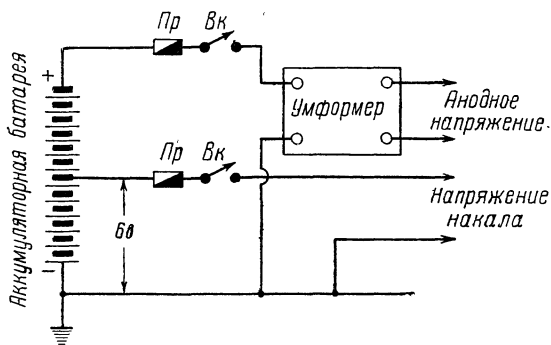 Пр Вк
Аккумуляторная батарея
+
Умформер
Анодное
напряжение.
Пр Вк
Напряжение
накала
6в
−